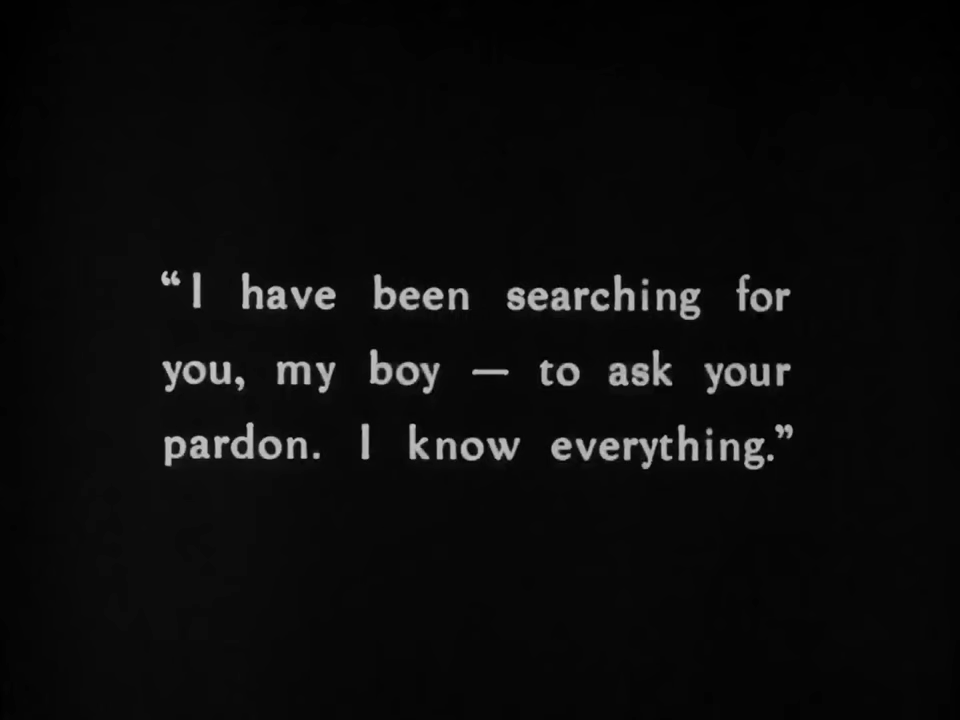 “I have been searching for
you, my boy — to ask your
pardon. I know everything.”